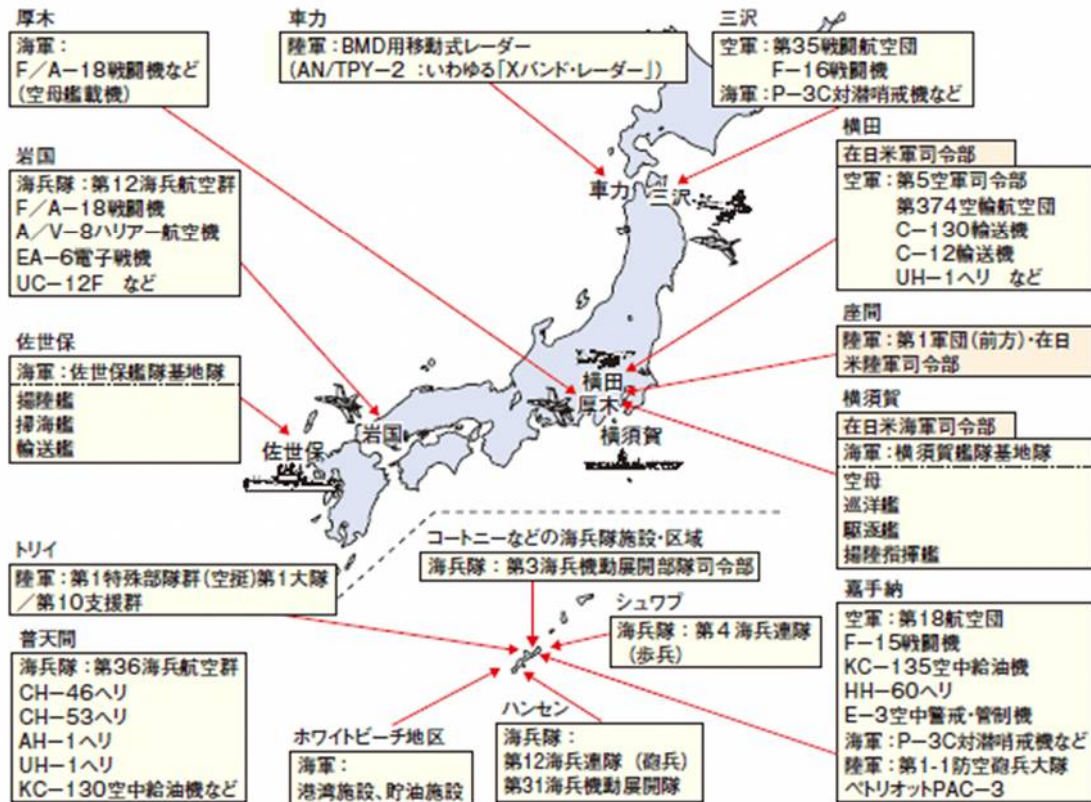 厚木
海軍：
F／A－18戦闘機など
(空母艦載機)
車力
陸軍：BMD用移動式レーダー
(AN/TPY－2 ：いわゆる「Xバンド・レーダー」)
三沢
空軍：第35戦闘航空団
F－16戦闘機
海軍：P－3C対潜哨戒機など
岩国
海兵隊：第12海兵航空群
F／A－18戦闘機
A／V－8ハリアー航空機
EA－6電子戦機
UC－12F など
横田
在日米軍司令部
空軍：第5空軍司令部
第374空輸航空団
C－130輸送機
C－12輸送機
UH－1ヘリ など
佐世保
海軍：佐世保艦隊基地隊
揚陸艦
掃海艦
輸送艦
座間
陸軍：第1軍団(前方)・在日
米陸軍司令部
横須賀
在日米海軍司令部
海軍：横須賀艦隊基地隊
空母
巡洋艦
駆逐艦
揚陸指揮艦
車力
三沢
横田
厚木
横須賀
岩国
佐世保
トリイ
陸軍：第1特殊部隊群(空挺)第1大隊
／第10支援群
コートニーなどの海兵隊施設・区域
海兵隊：第3海兵機動展開部隊司令部
シュワブ
海兵隊：第4海兵連隊
(歩兵)
嘉手納
空軍：第18航空団
F－15戦闘機
KC－135空中給油機
HH－60ヘリ
E－3空中警戒・管制機
海軍：P－3C対潜哨戒機など
陸軍：第1-1防空砲兵大隊
ペトリオットPAC－3
普天間
海兵隊：第36海兵航空群
CH－46ヘリ
CH－53ヘリ
AH－1ヘリ
UH－1ヘリ
KC－130空中給油機など
ホワイトビーチ地区
海軍：
港湾施設、貯油施設
ハンセン
海兵隊：
第12海兵連隊 (砲兵)
第31海兵機動展開隊